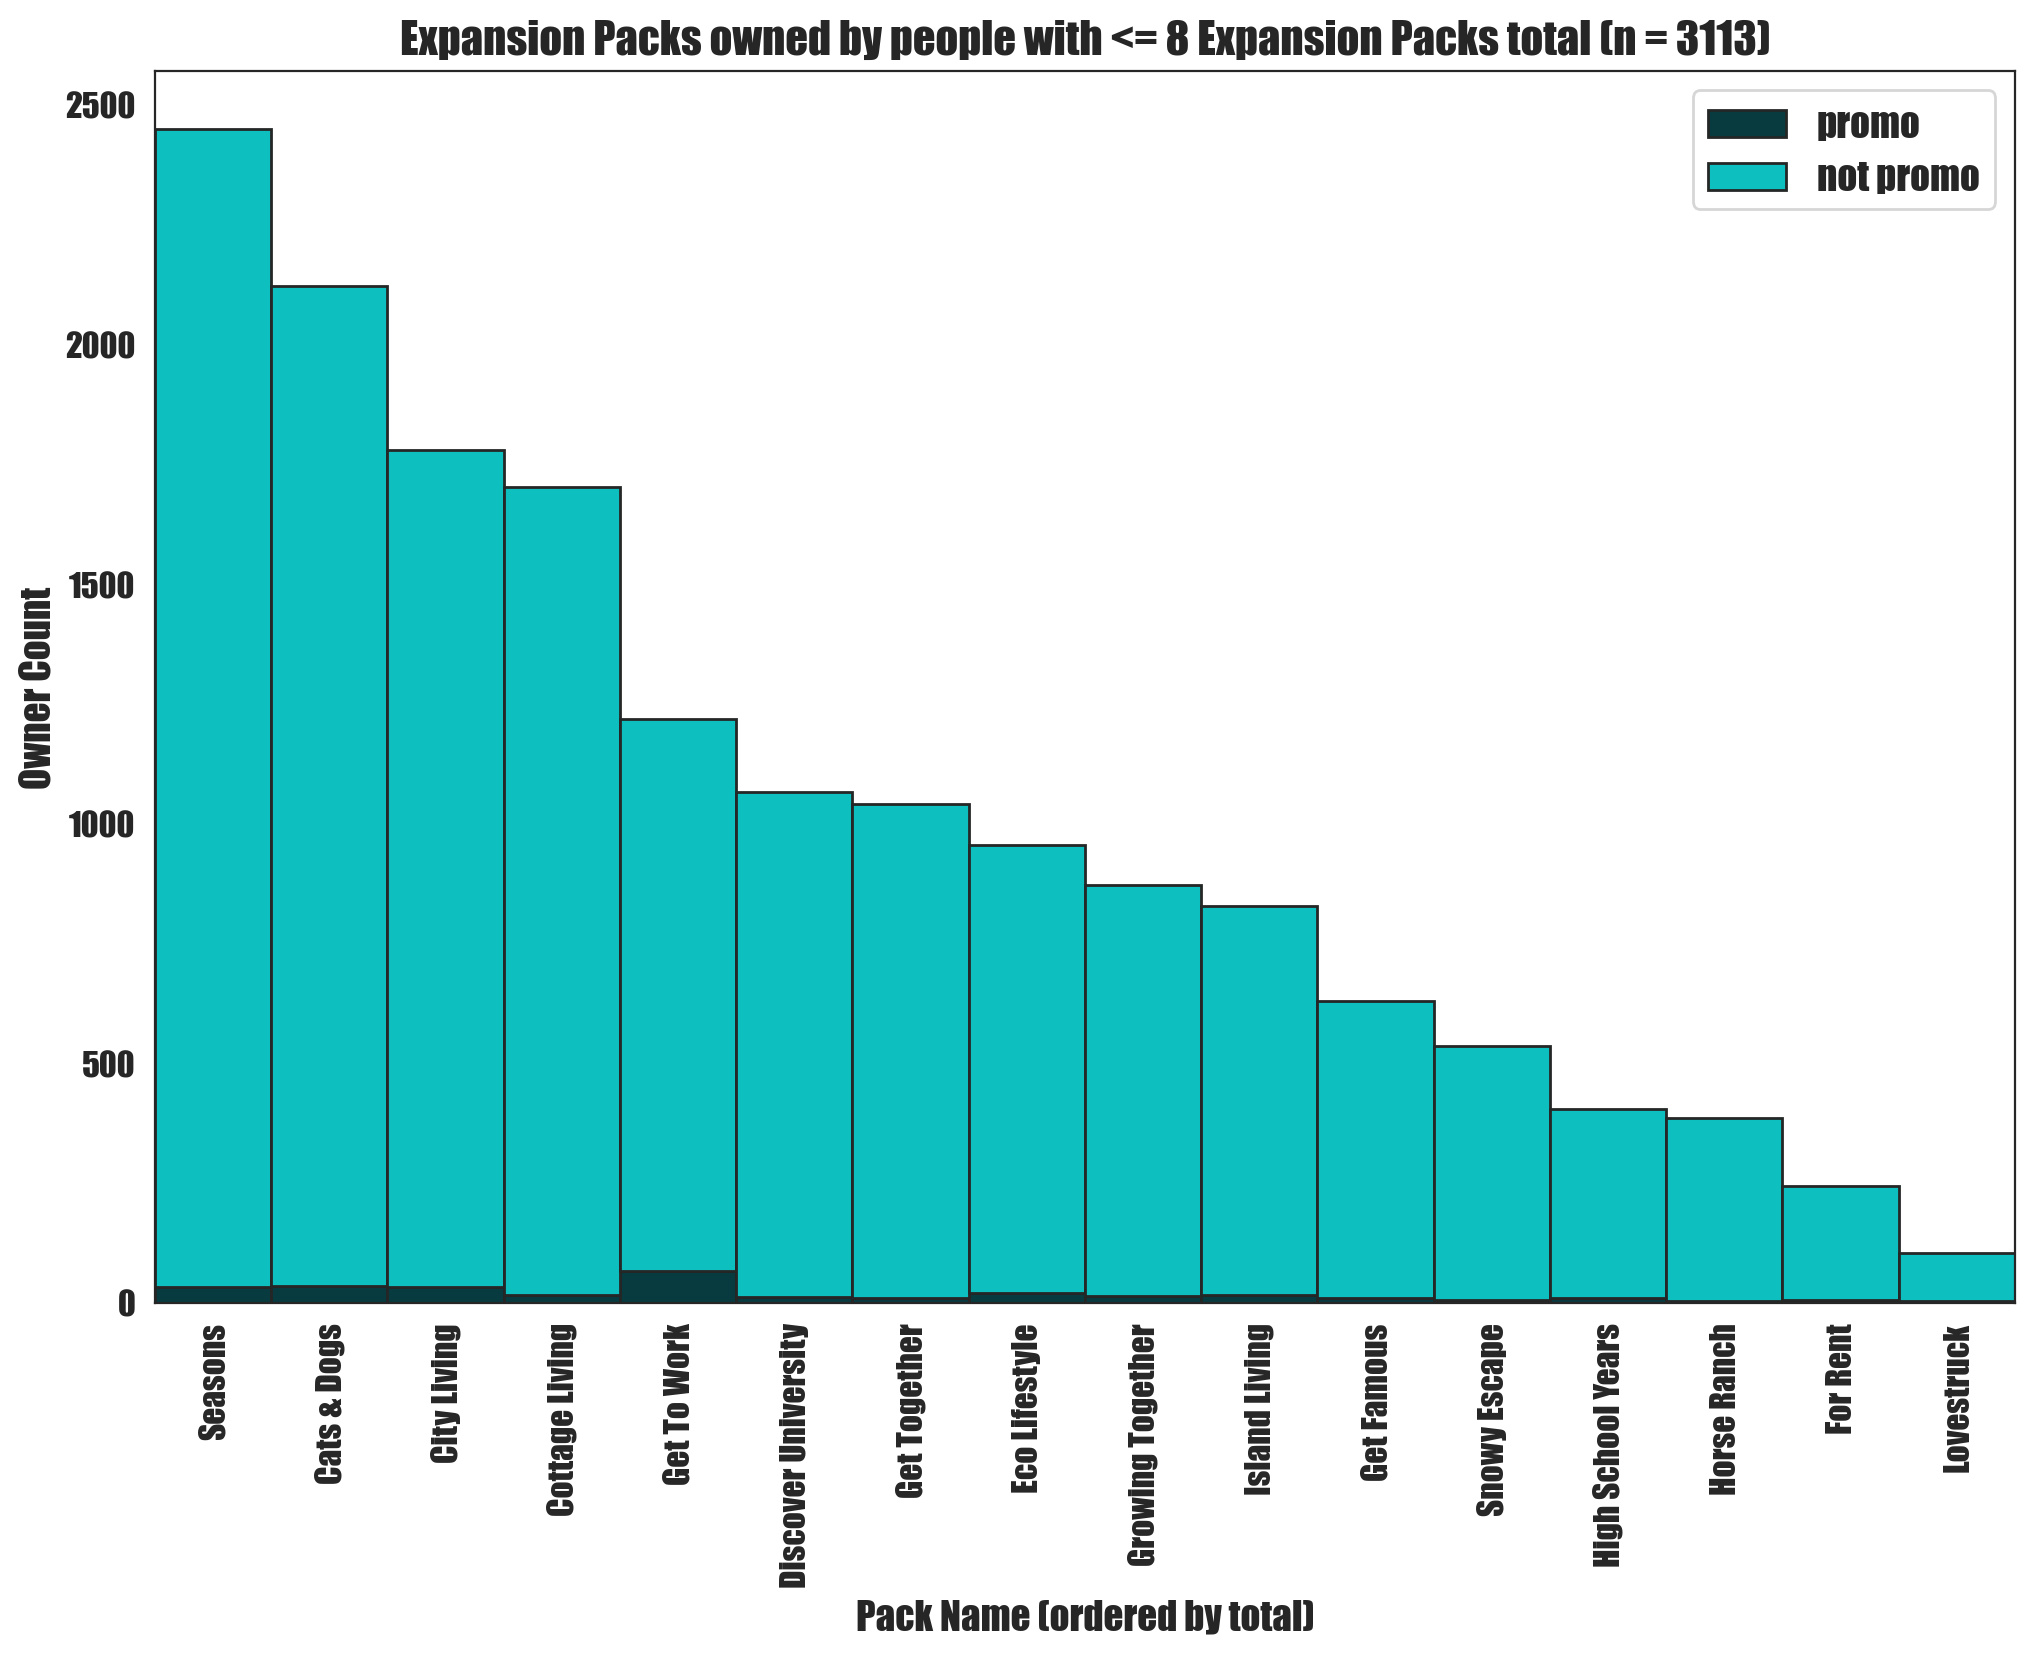 Expansion Packs owned by people with <= 8 Expansion Packs total (n = 3113)
promo
not promo
2500
2000
1500
1000
500
0
Owner Count
Seasons
Cats & Dogs
City Living
Cottage Living
Get To Work
Discover University
Get Together
Eco Lifestyle
Growing Together
Island Living
Get Famous
Snowy Escape
High School Years
Horse Ranch
For Rent
Lovestruck
Pack Name (ordered by total)